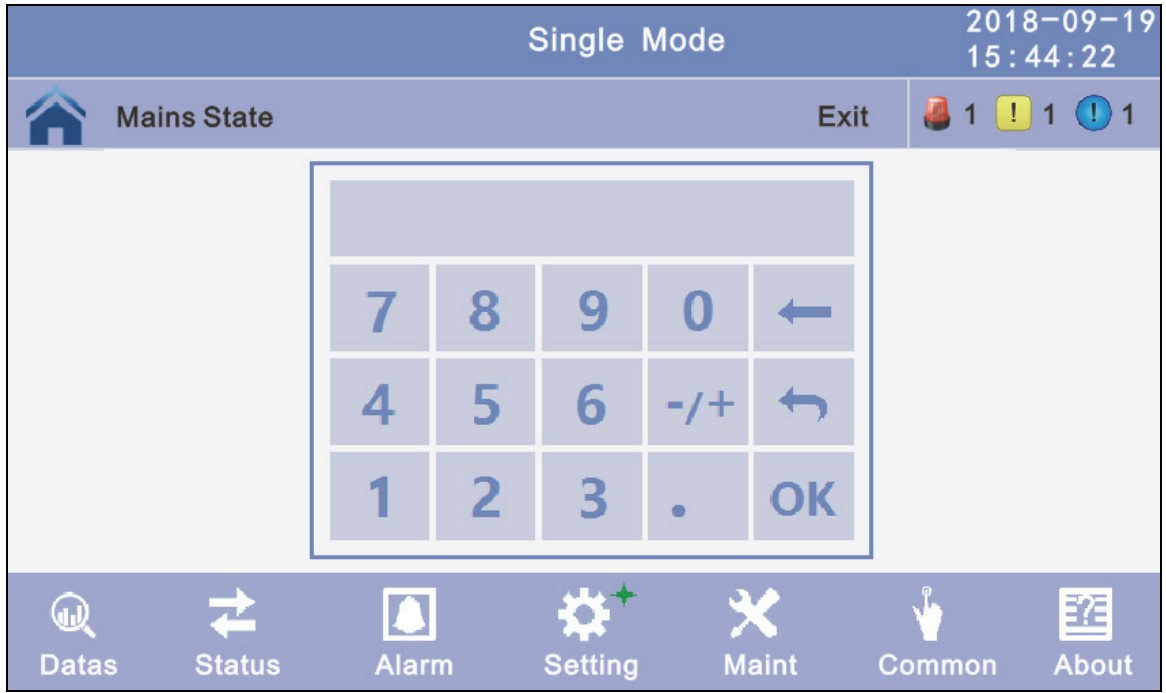 Single Mode
2018-09-19
15:44:22
Mains State
Exit
1
! 1
! 1
7 8 9 0
4 5 6 -/+
1 2 3 . OK
?
Datas Status Alarm Setting Maint Common About